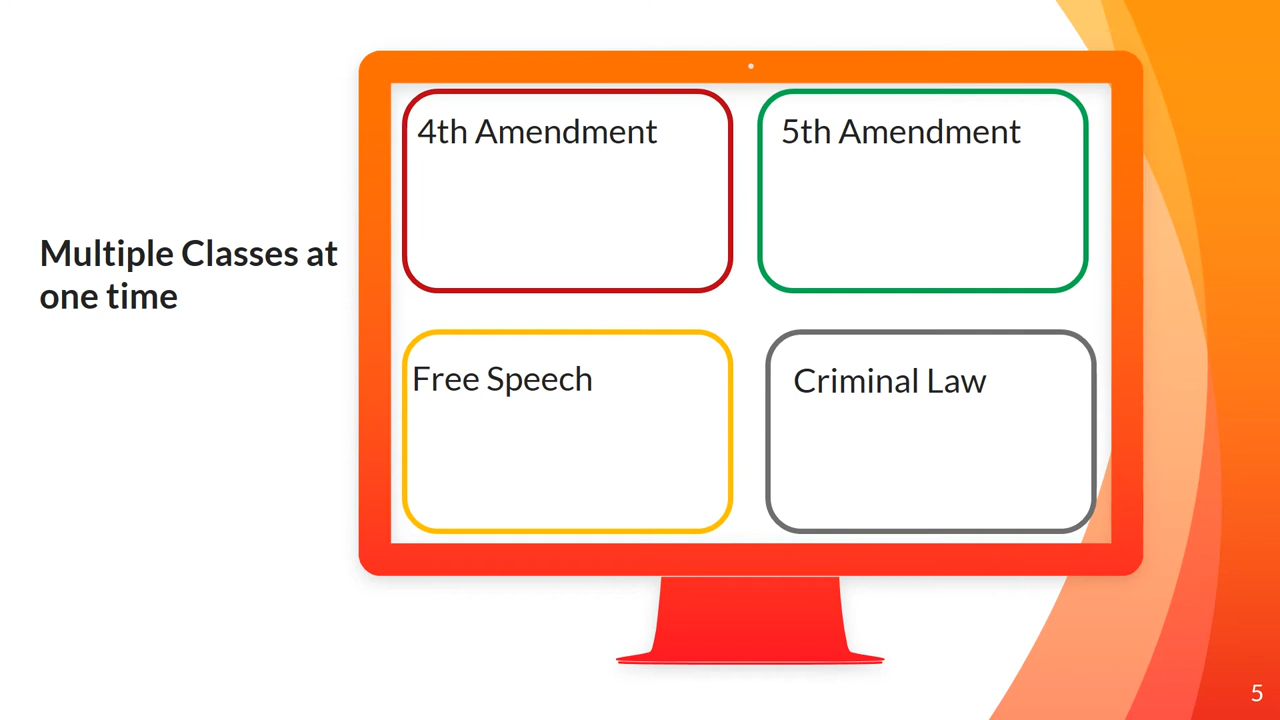 Multiple Classes at
one time
4th Amendment
5th Amendment
Free Speech
Criminal Law
5